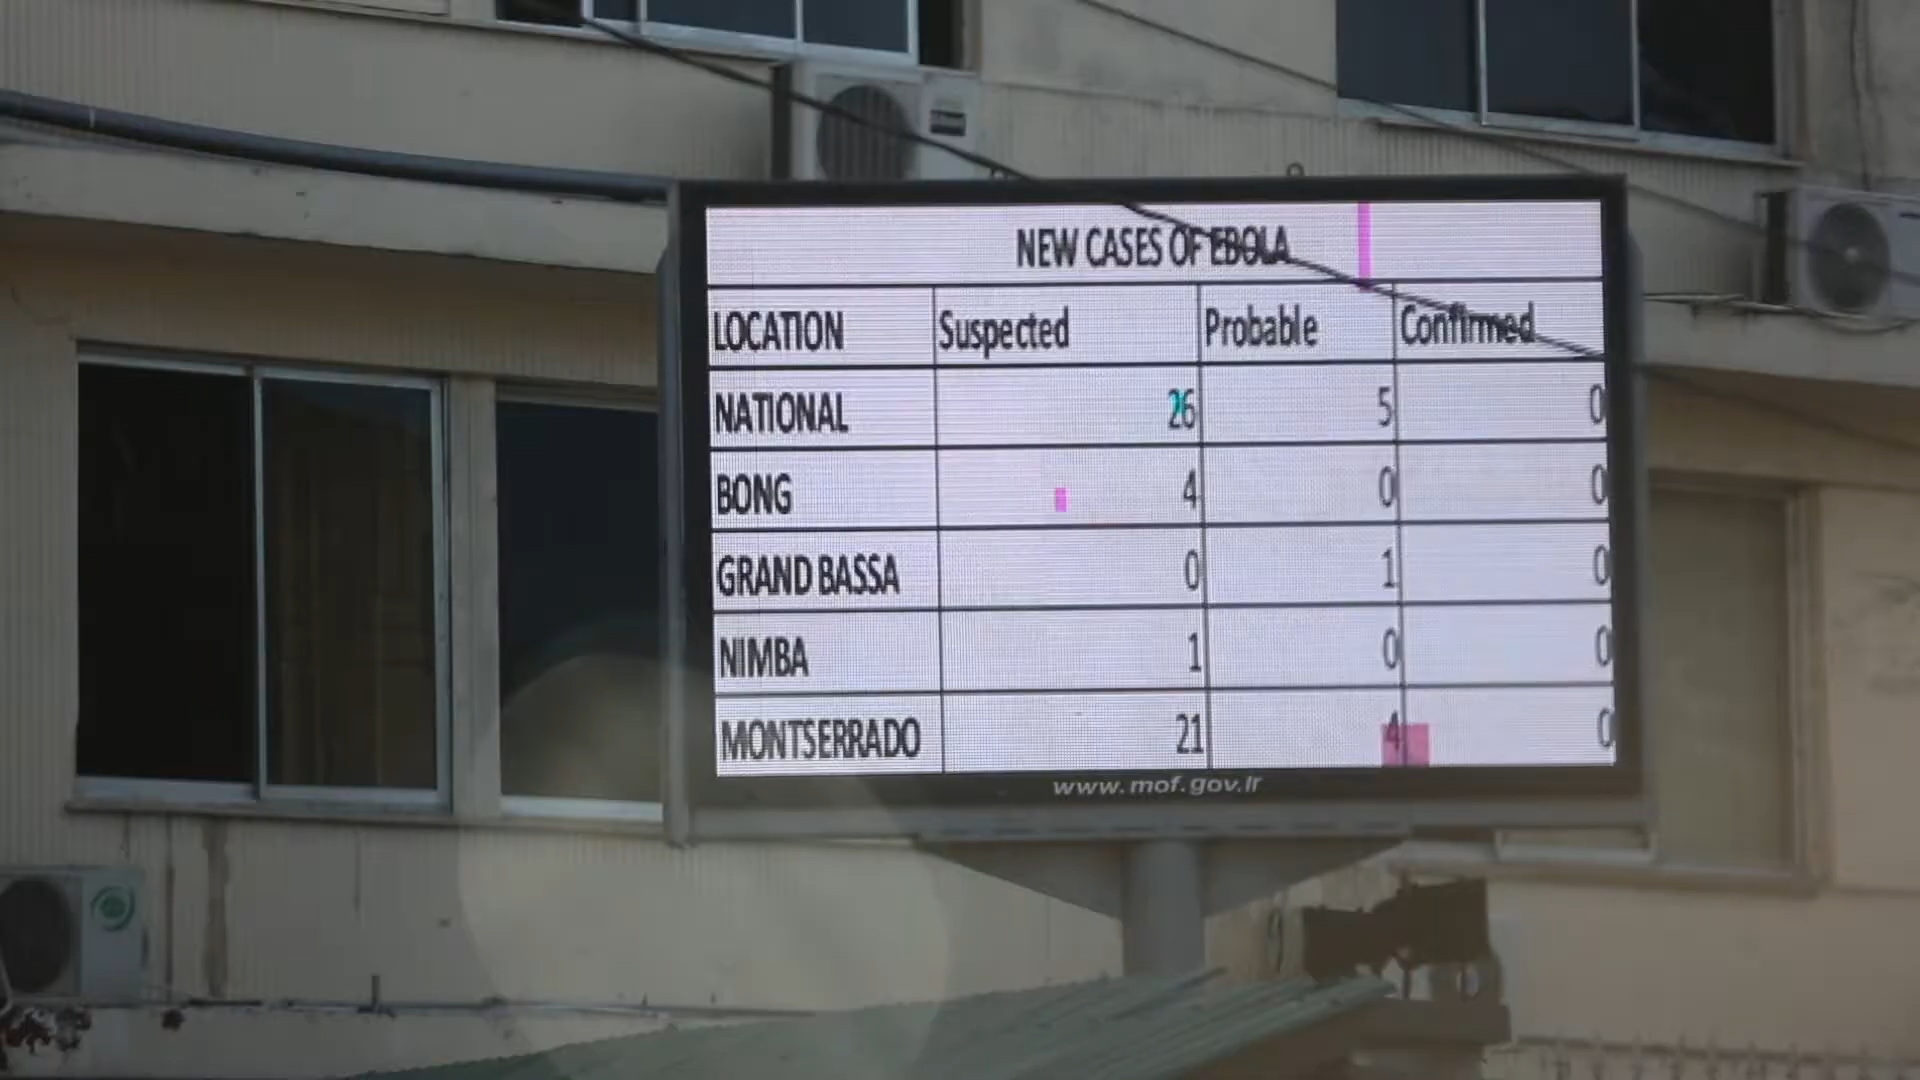 NEW CASES OF EBOLA
LOCATION Suspected Probable Confirmed
NATIONAL 26 5 0
BONG 4 0 0
GRAND BASSA 0 1 0
NIMBA 1 0 0
MONTSERRADO 21 4 0
www.mof.gov.lr